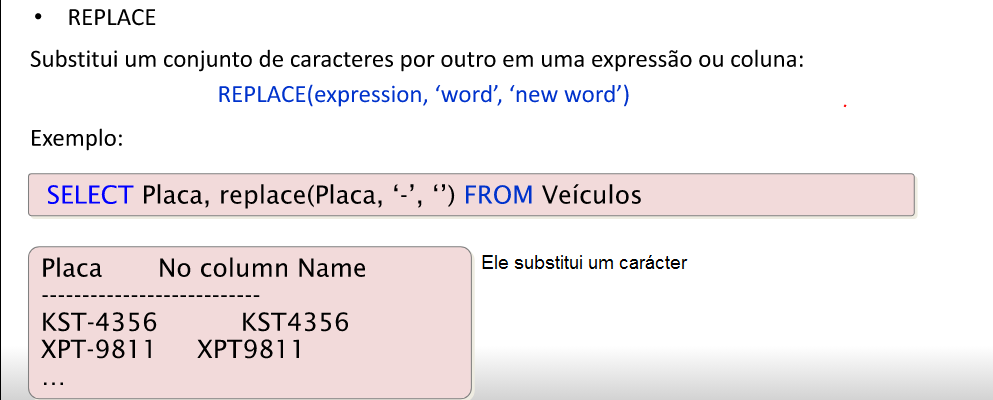 • REPLACE
Substitui um conjunto de caracteres por outro em uma expressão ou coluna:
REPLACE(expression, ‘word’, ‘new word’)
Exemplo:
SELECT Placa, replace(Placa, ‘-’, ‘’) FROM Veículos
Placa No column Name
Ele substitui um carácter
---------------------------
KST-4356 KST4356
XPT-9811 XPT9811
...